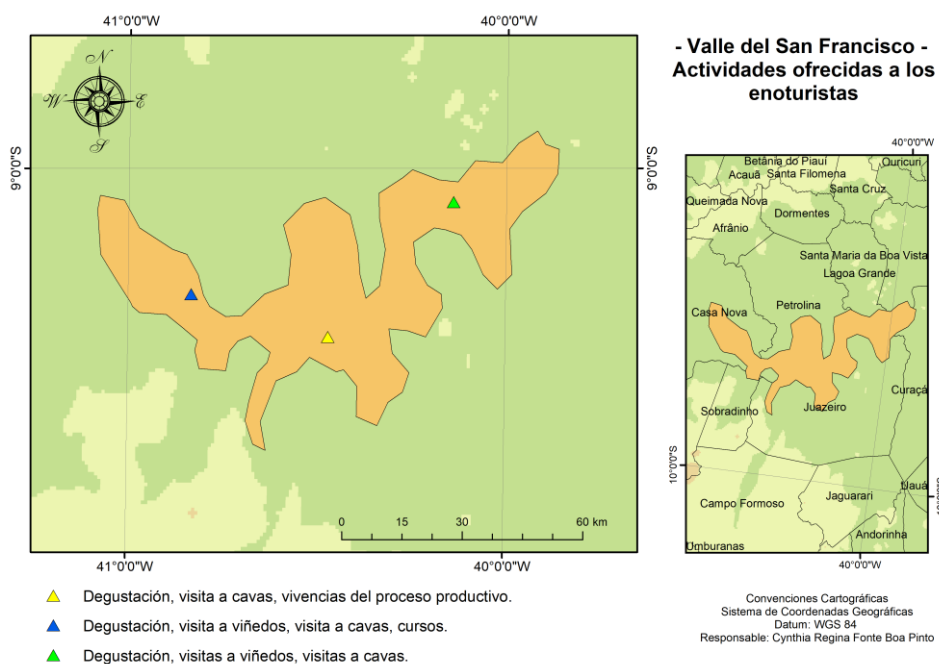 41°0'0"W
40°0'0"W
N
W
E
S
9°0'0"S
9°0'0"S
0 15 30 60 km
41°0'0"W
40°0'0"W
- Valle del San Francisco -
Actividades ofrecidas a los
enoturistas
40°0'0"W
Betânia do Piauí
Ouricuri
Acauã
Santa Filomena
Santa Cruz
Queimada Nova
Dormentes
Afrânio
Santa Maria da Boa Vista
Lagoa Grande
Petrolina
Casa Nova
Curaçá
Sobradinho
Juazeiro
10°0'0"S
Uauá
Campo Formoso
Jaguarari
Andorinha
Umburanas
40°0'0"W
Degustación, visita a cavas, vivencias del proceso productivo.
Degustación, visita a viñedos, visita a cavas, cursos.
Degustación, visitas a viñedos, visitas a cavas.
Convenciones Cartográficas
Sistema de Coordenadas Geográficas
Datum: WGS 84
Responsable: Cynthia Regina Fonte Boa Pinto